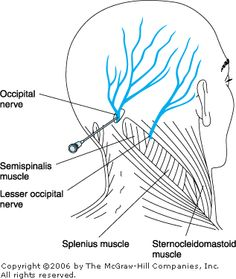 Occipital
nerve
Semispinalis
muscle
Lesser occipital
nerve
Splenius muscle
Sternocleidomastoid
muscle
Copyright ©2006 by The McGraw-Hill Companies, Inc.
All rights reserved.